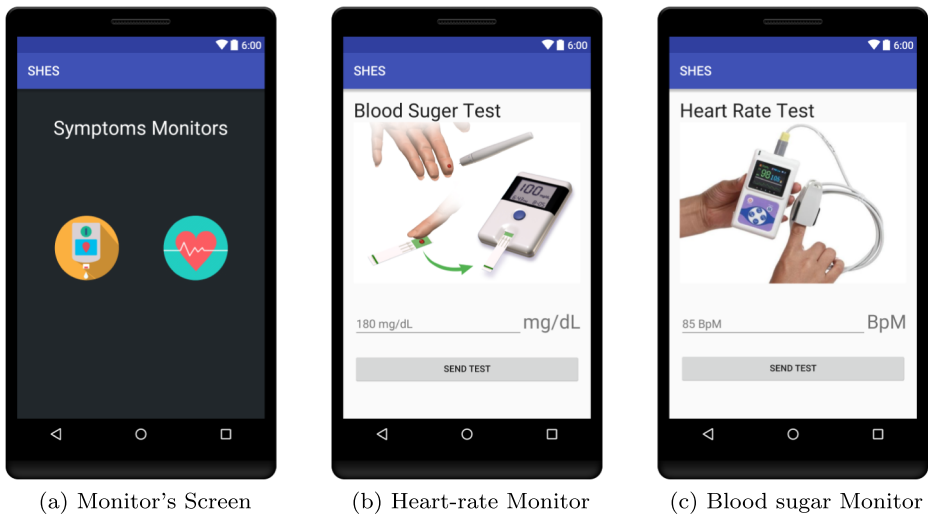 6:00
SHES
Symptoms Monitors
(a) Monitor's Screen
6:00
SHES
Blood Suger Test
100
180 mg/dL mg/dL
SEND TEST
(b) Heart-rate Monitor
6:00
SHES
Heart Rate Test
85 BpM BpM
SEND TEST
(c) Blood sugar Monitor